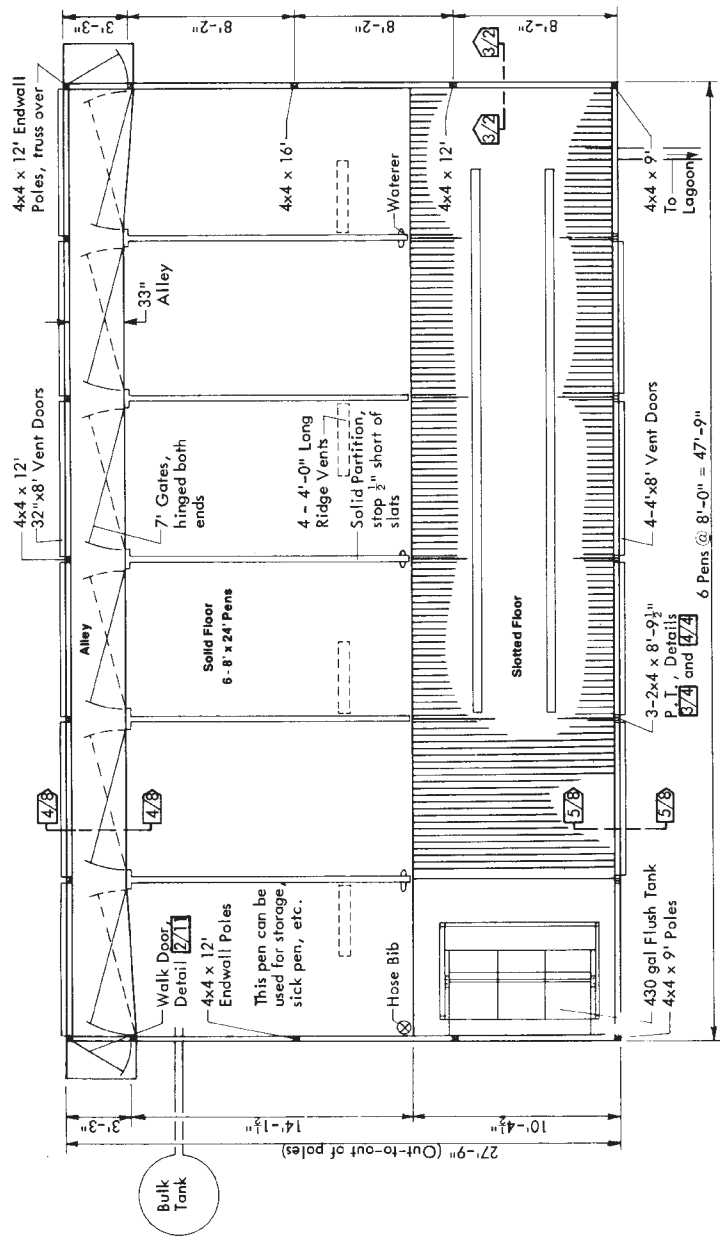 4x4 x 12' Endwall
Poles, truss over
3'-3"
8'-2"
8'-2"
8'-2"
4x4 x 12'
32"x8' Vent Doors
33"
Alley
4x4 x 16'
4x4 x 12'
3/2
3/2
4x4 x 9'
To
Lagoon
Waterer
7' Gates,
hinged both
ends
4 - 4'-0" Long
Ridge Vents
Solid Partition,
stop ½" short of
slats
4-4'x8' Vent Doors
Alley
Solid Floor
6 - 8' x 24' Pens
Slotted Floor
3-2x4 x 8'-9½"
P.T., Details
3/4 and 4/4
4/8
4/8
5/8
5/8
Walk Door,
Detail 2/11
4x4 x 12'
Endwall Poles
This pen can be
used for storage,
sick pen, etc.
Hose Bib
430 gal Flush Tank
4x4 x 9' Poles
6 Pens @ 8'-0" = 47'-9"
3'-3"
14'-1½"
10'-4½"
27'-9" (Out-to-out of poles)
Bulk
Tank